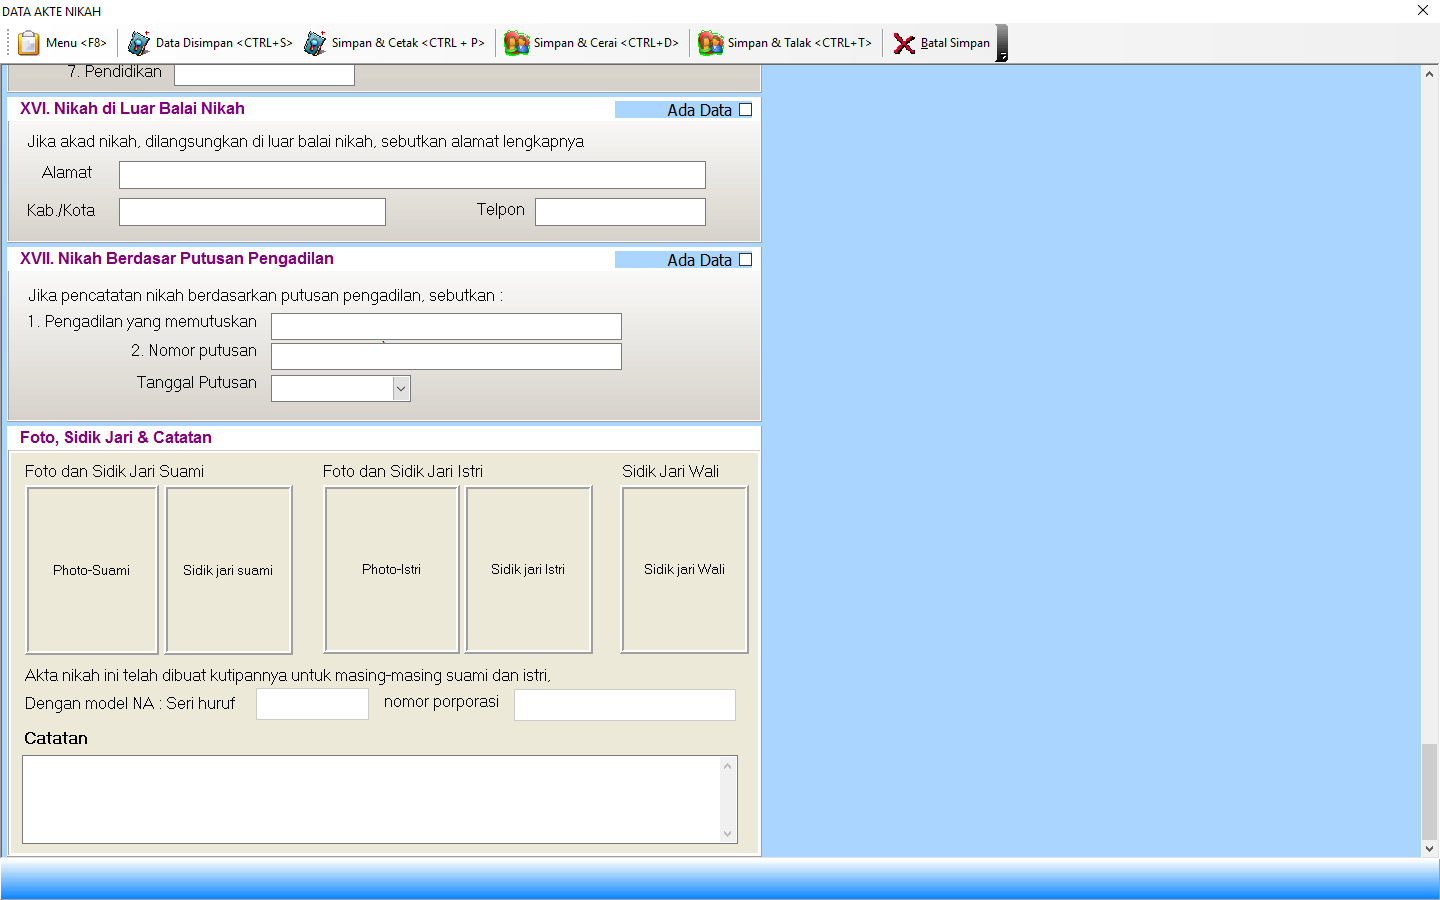 DATA AKTE NIKAH
Menu <F8> Data Disimpan <CTRL+S> Simpan & Cetak <CTRL + P> Simpan & Cerai <CTRL+D> Simpan & Talak <CTRL+T> Batal Simpan
7. Pendidikan
XVI. Nikah di Luar Balai Nikah Ada Data
Jika akad nikah, dilangsungkan di luar balai nikah, sebutkan alamat lengkapnya
Alamat
Kab./Kota Telpon
XVII. Nikah Berdasar Putusan Pengadilan Ada Data
Jika pencatatan nikah berdasarkan putusan pengadilan, sebutkan :
1. Pengadilan yang memutuskan
2. Nomor putusan
Tanggal Putusan
Foto, Sidik Jari & Catatan
Foto dan Sidik Jari Suami Foto dan Sidik Jari Istri Sidik Jari Wali
Photo-Suami Sidik jari suami Photo-Istri Sidik jari Istri Sidik jari Wali
Akta nikah ini telah dibuat kutipannya untuk masing-masing suami dan istri,
Dengan model NA : Seri huruf nomor porporasi
Catatan